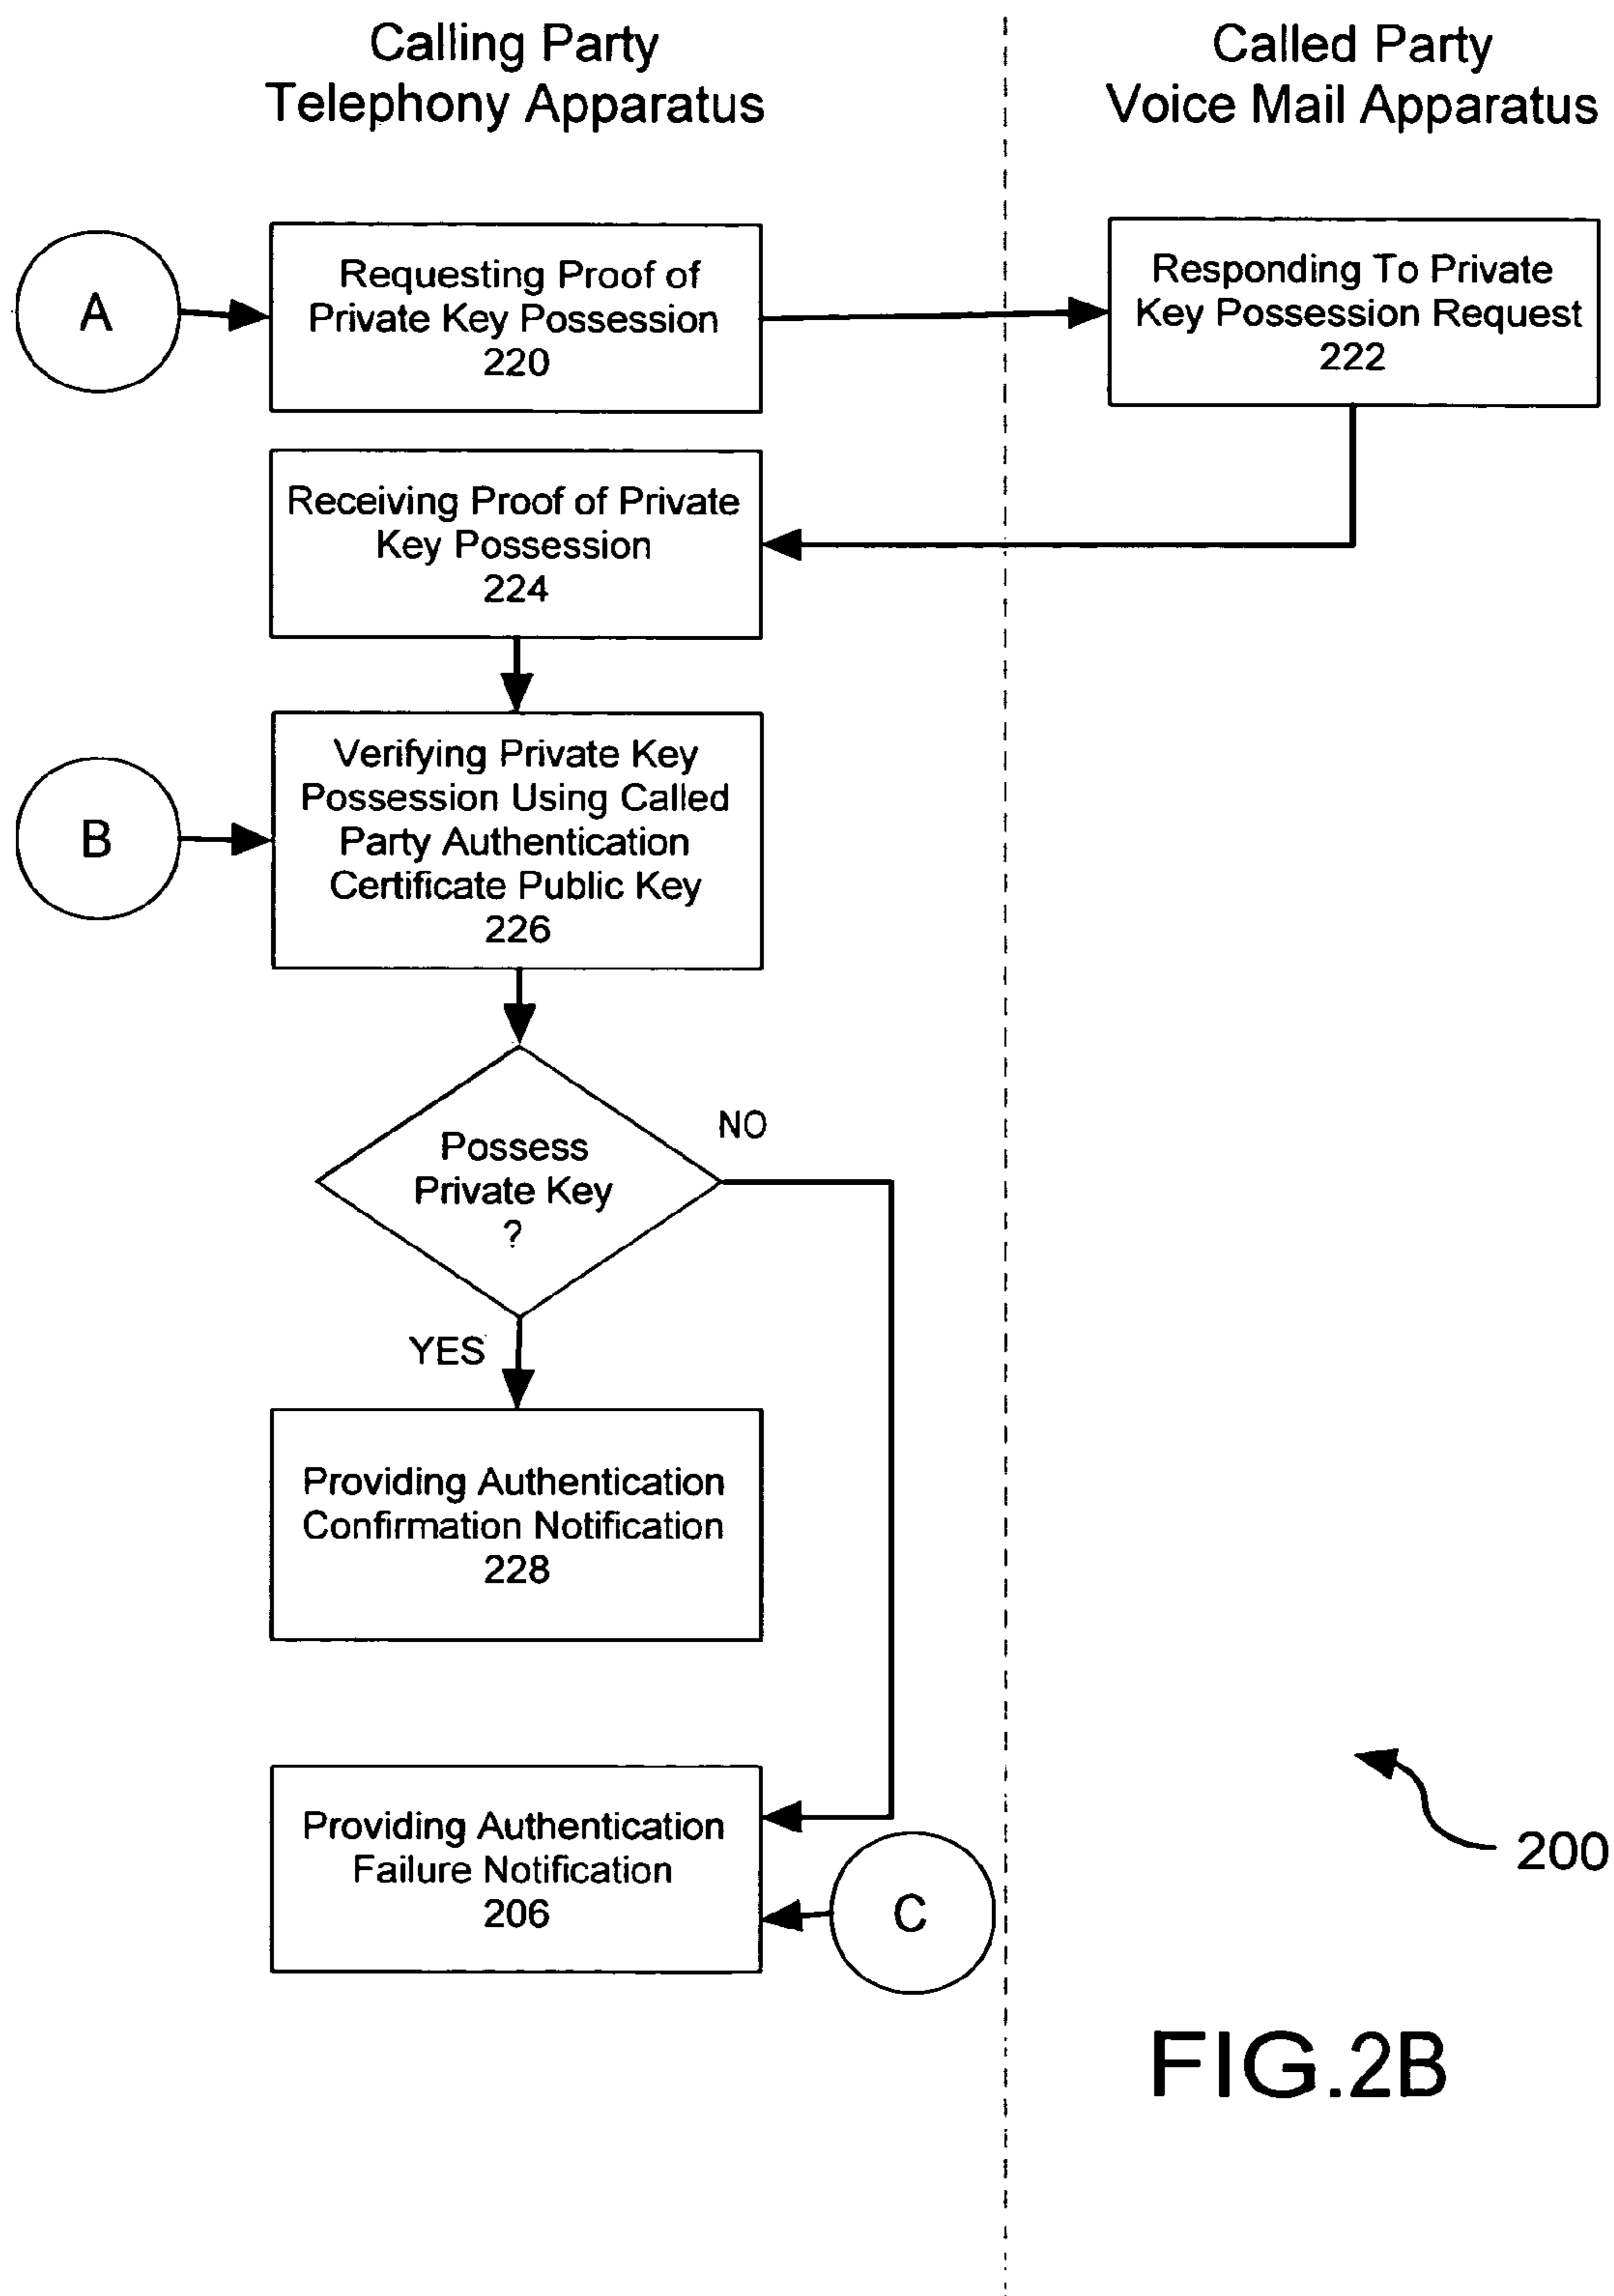 Calling Party
Telephony Apparatus
Called Party
Voice Mail Apparatus
A
Requesting Proof of
Private Key Possession
220
Responding To Private
Key Possession Request
222
Receiving Proof of Private
Key Possession
224
B
Verifying Private Key
Possession Using Called
Party Authentication
Certificate Public Key
226
Possess
Private Key
?
NO
YES
Providing Authentication
Confirmation Notification
228
Providing Authentication
Failure Notification
206
C
200
FIG.2B